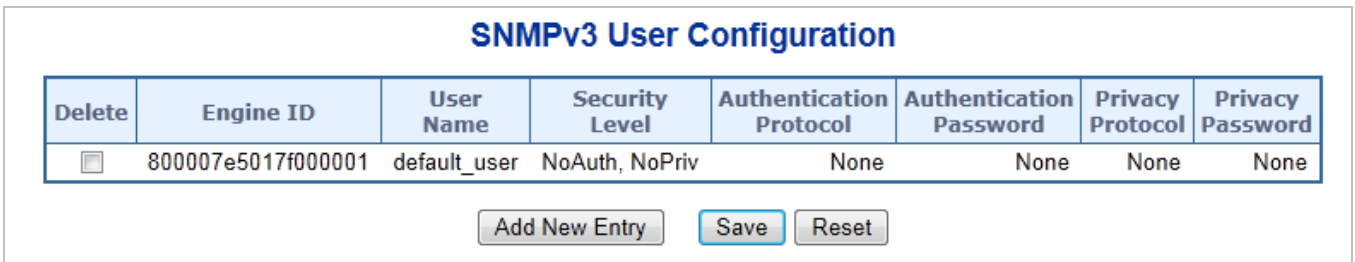 SNMPv3 User Configuration
Delete Engine ID User Name Security Level Authentication Protocol Authentication Password Privacy Protocol Privacy Password
800007e5017f000001 default_user NoAuth, NoPriv None None None None
Add New Entry Save Reset